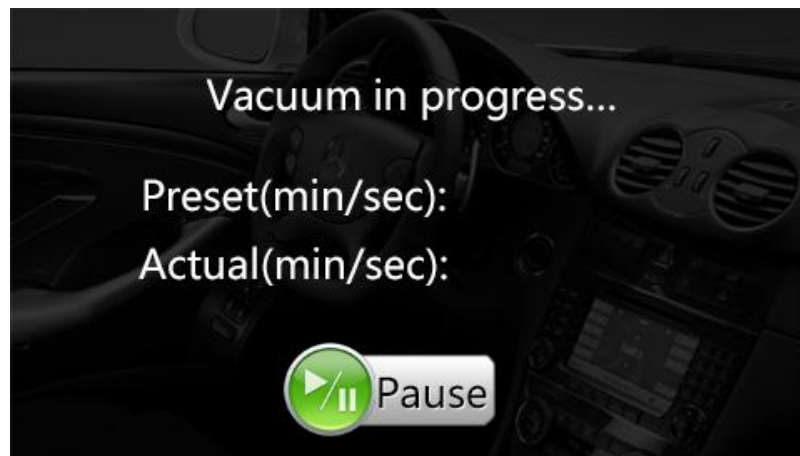 Vacuum in progress...
Preset(min/sec):
Actual(min/sec):
Pause